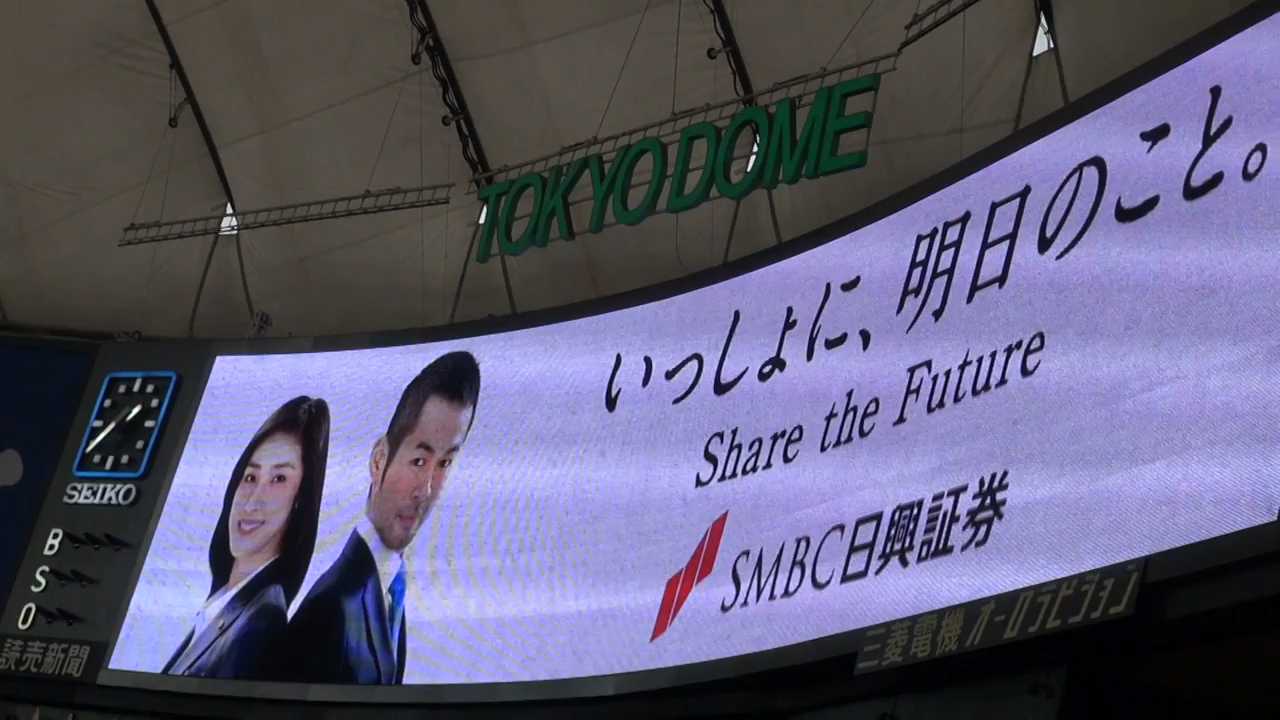 TOKYO DOME
いっしょに、明日のこと。
Share the Future
SMBC日興証券
SEIKO
B
S
O
読売新聞
三菱電機 オーロラビジョン